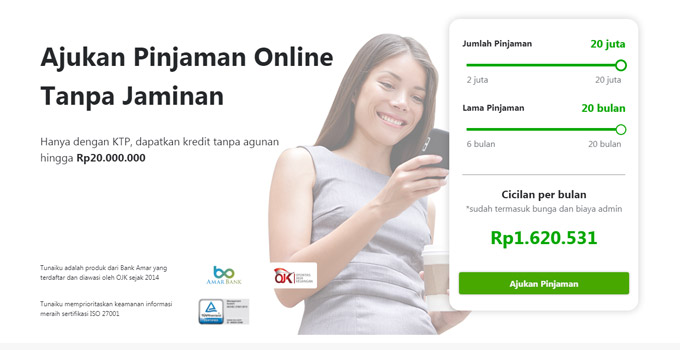 Ajukan Pinjaman Online
Tanpa Jaminan
Hanya dengan KTP, dapatkan kredit tanpa agunan
hingga Rp20.000.000
Tunaiku adalah produk dari Bank Amar yang
terdaftar dan diawasi oleh OJK sejak 2014
AMAR BANK
OJK
OTORITAS
JASA
KEUANGAN
Tunaiku memprioritaskan keamanan informasi
meraih sertifikasi ISO 27001
Jumlah Pinjaman 20 juta
2 juta 20 juta
Lama Pinjaman 20 bulan
6 bulan 20 bulan
Cicilan per bulan
*sudah termasuk bunga dan biaya admin
Rp1.620.531
Ajukan Pinjaman